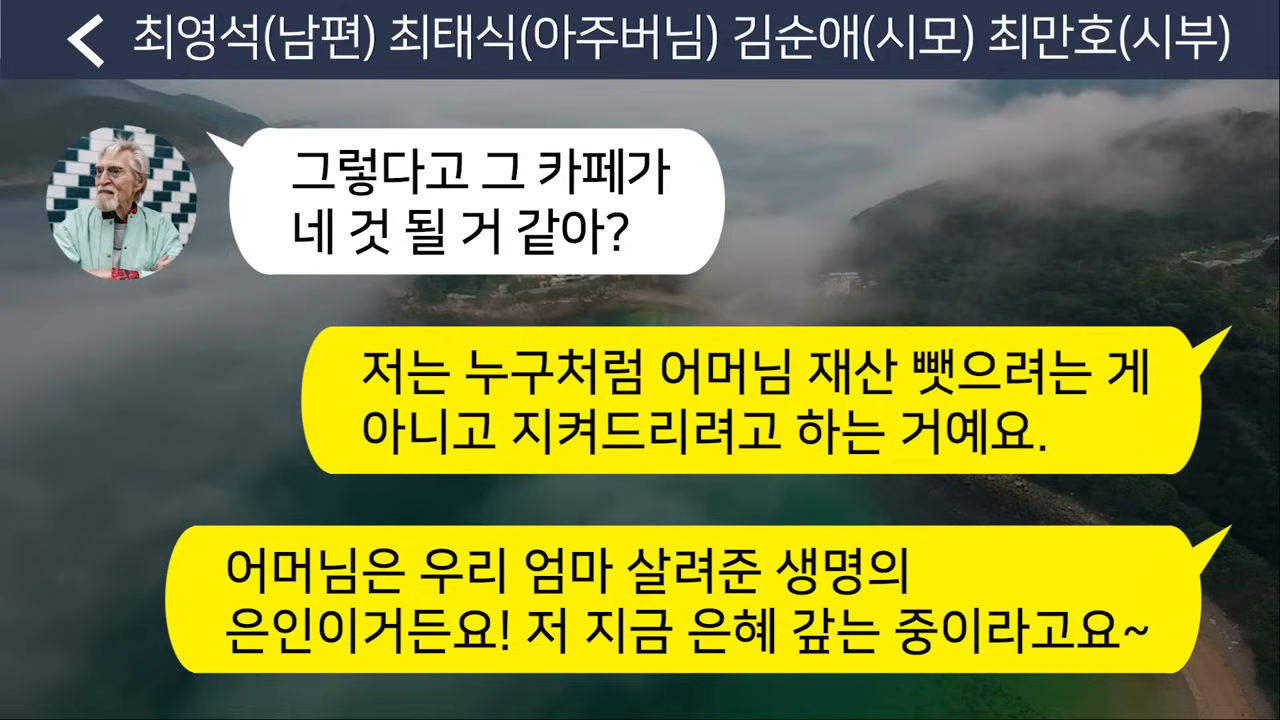 최영석(남편) 최태식(아주버님) 김순애(시모) 최만호(시부)
그렇다고 그 카페가
네 것 될 거 같아?
저는 누구처럼 어머님 재산 뺏으려는 게
아니고 지켜드리려고 하는 거예요.
어머님은 우리 엄마 살려준 생명의
은인이거든요! 저 지금 은혜 갚는 중이라고요~